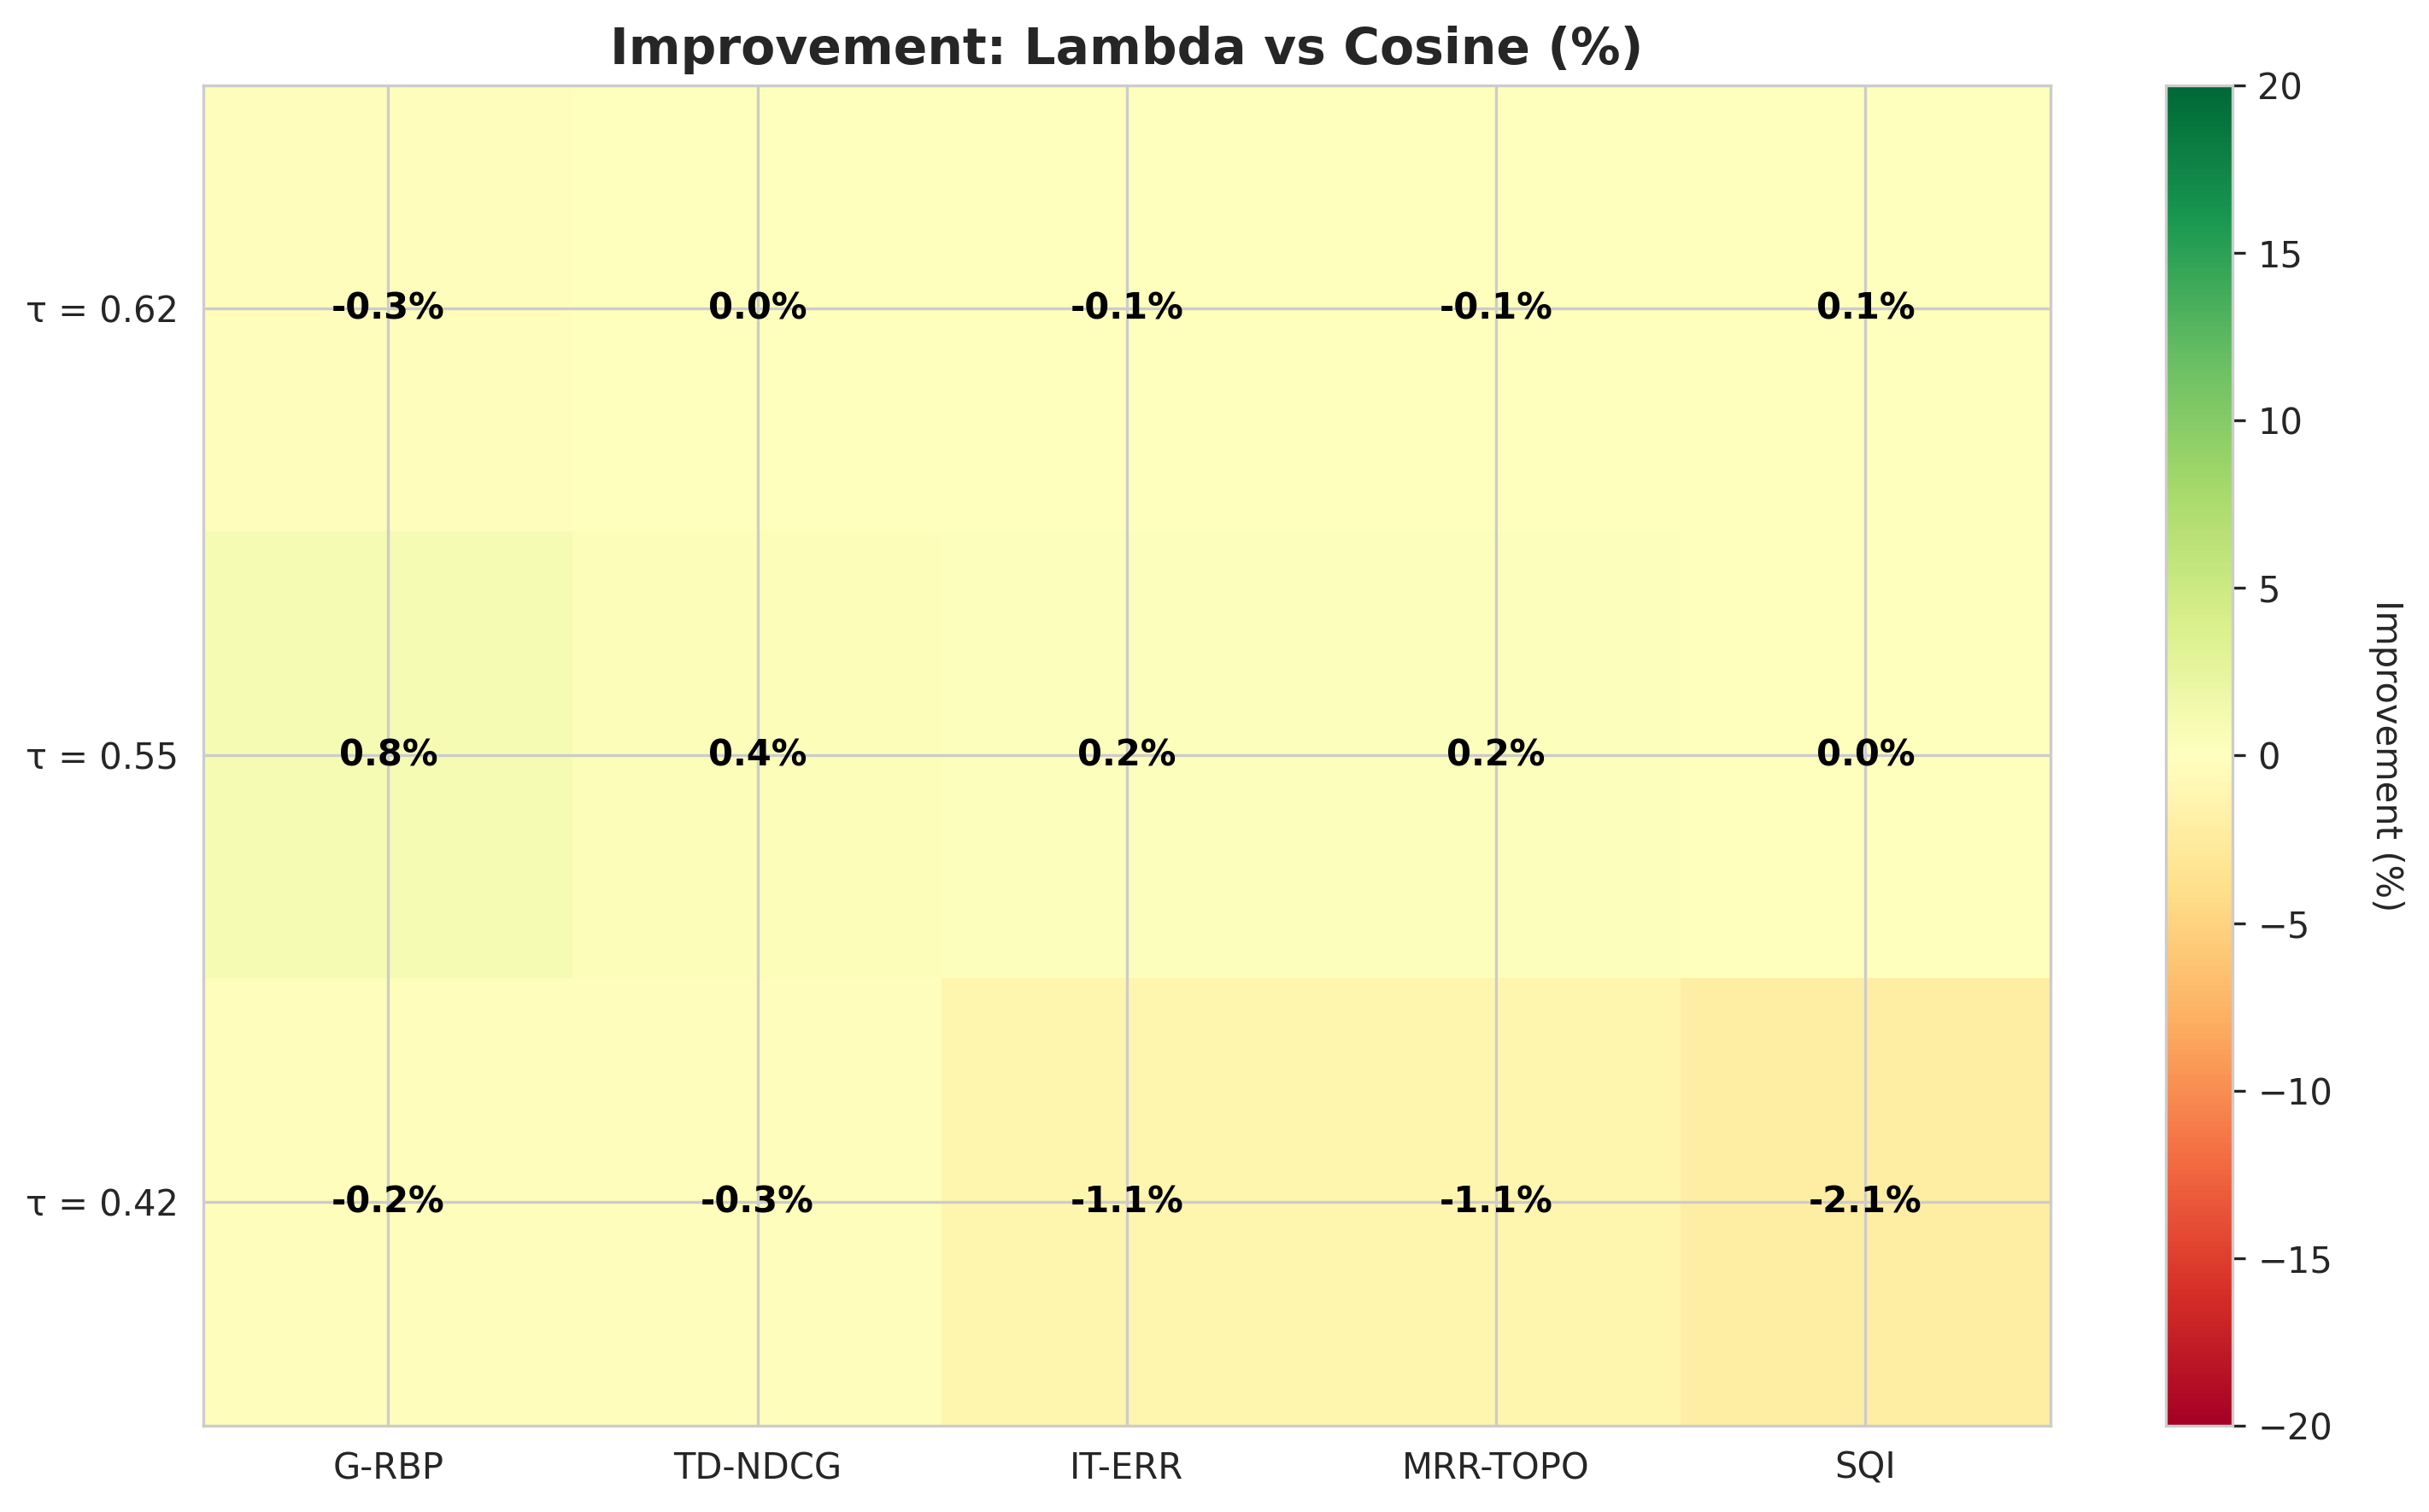 Improvement: Lambda vs Cosine (%)
τ = 0.62
-0.3%
0.0%
-0.1%
-0.1%
0.1%
τ = 0.55
0.8%
0.4%
0.2%
0.2%
0.0%
τ = 0.42
-0.2%
-0.3%
-1.1%
-1.1%
-2.1%
G-RBP
TD-NDCG
IT-ERR
MRR-TOPO
SQI
20
15
10
5
0
−5
−10
−15
−20
Improvement (%)